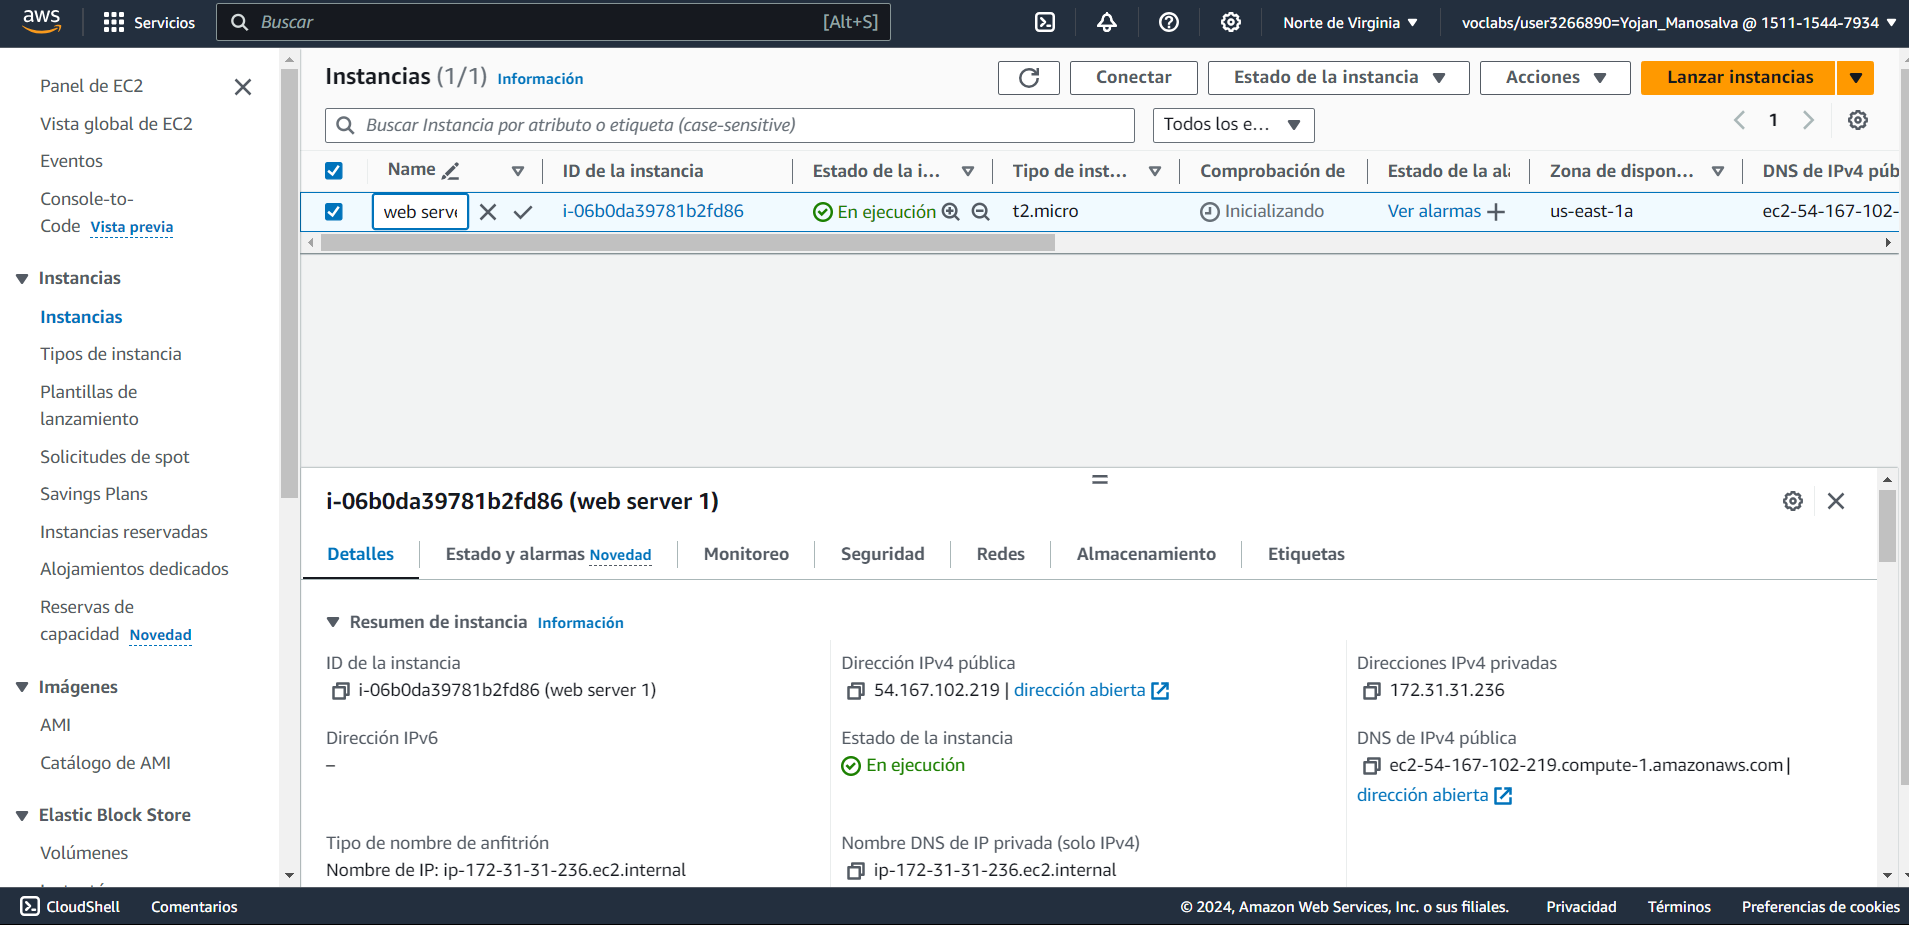 aws
Servicios
Buscar
[Alt+S]
Norte de Virginia
voclabs/user3266890=Yojan_Manosalva @ 1511-1544-7934
Panel de EC2
Vista global de EC2
Eventos
Console-to-
Code Vista previa
Instancias
Instancias
Tipos de instancia
Plantillas de
lanzamiento
Solicitudes de spot
Savings Plans
Instancias reservadas
Alojamientos dedicados
Reservas de
capacidad Novedad
Imágenes
AMI
Catálogo de AMI
Elastic Block Store
Volúmenes
Instancias (1/1) Información
Conectar
Estado de la instancia
Acciones
Lanzar instancias
Buscar Instancia por atributo o etiqueta (case-sensitive)
Todos los e...
1
Name
ID de la instancia
Estado de la i...
Tipo de inst...
Comprobación de
Estado de la al
Zona de dispon...
DNS de IPv4 púb
web serve
i-06b0da39781b2fd86
En ejecución
t2.micro
Inicializando
Ver alarmas
us-east-1a
ec2-54-167-102-
i-06b0da39781b2fd86 (web server 1)
Detalles
Estado y alarmas Novedad
Monitoreo
Seguridad
Redes
Almacenamiento
Etiquetas
Resumen de instancia Información
ID de la instancia
i-06b0da39781b2fd86 (web server 1)
Dirección IPv4 pública
54.167.102.219 | dirección abierta
Direcciones IPv4 privadas
172.31.31.236
Dirección IPv6
–
Estado de la instancia
En ejecución
DNS de IPv4 pública
ec2-54-167-102-219.compute-1.amazonaws.com |
dirección abierta
Tipo de nombre de anfitrión
Nombre de IP: ip-172-31-31-236.ec2.internal
Nombre DNS de IP privada (solo IPv4)
ip-172-31-31-236.ec2.internal
CloudShell
Comentarios
© 2024, Amazon Web Services, Inc. o sus filiales.
Privacidad
Términos
Preferencias de cookies